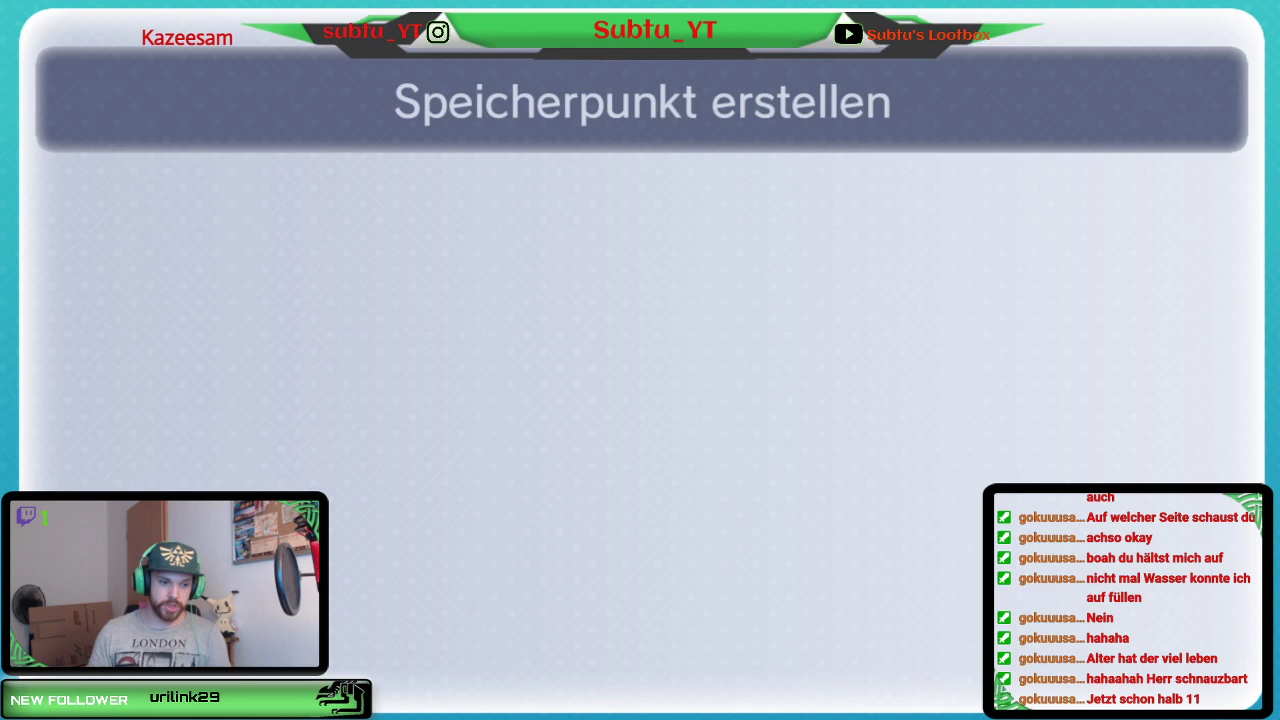 Kazeesam
subtu_YT
Subtu_YT
Subtu's Lootbox
Speicherpunkt erstellen
1
LONDON
NEW FOLLOWER
urilink29
auch
gokuuusa... Auf welcher Seite schaust du
gokuuusa... achso okay
gokuuusa... boah du hältst mich auf
gokuuusa... nicht mal Wasser konnte ich
auf füllen
gokuuusa... Nein
gokuuusa... hahaha
gokuuusa... Alter hat der viel leben
gokuuusa... hahaahah Herr schnauzbart
gokuuusa... Jetzt schon halb 11